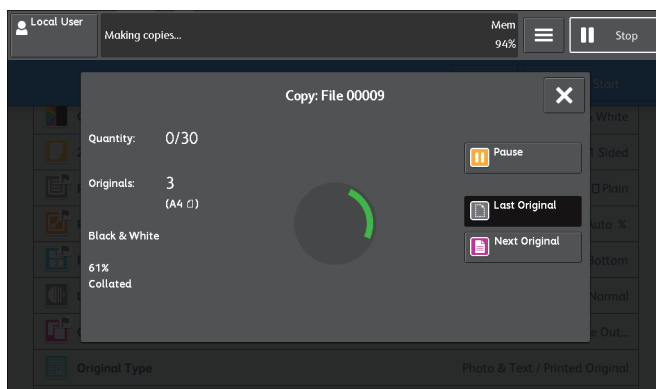 Local User
Making copies...
Mem
94%
Stop
Start
Copy: File 00009
& White
Quantity: 0/30
Pause
1 Sided
Originals: 3
Plain
(A4)
Last Original
Auto %
Black & White
Next Original
Bottom
61%
Collated
Normal
e Out...
Original Type
Photo & Text / Printed Original